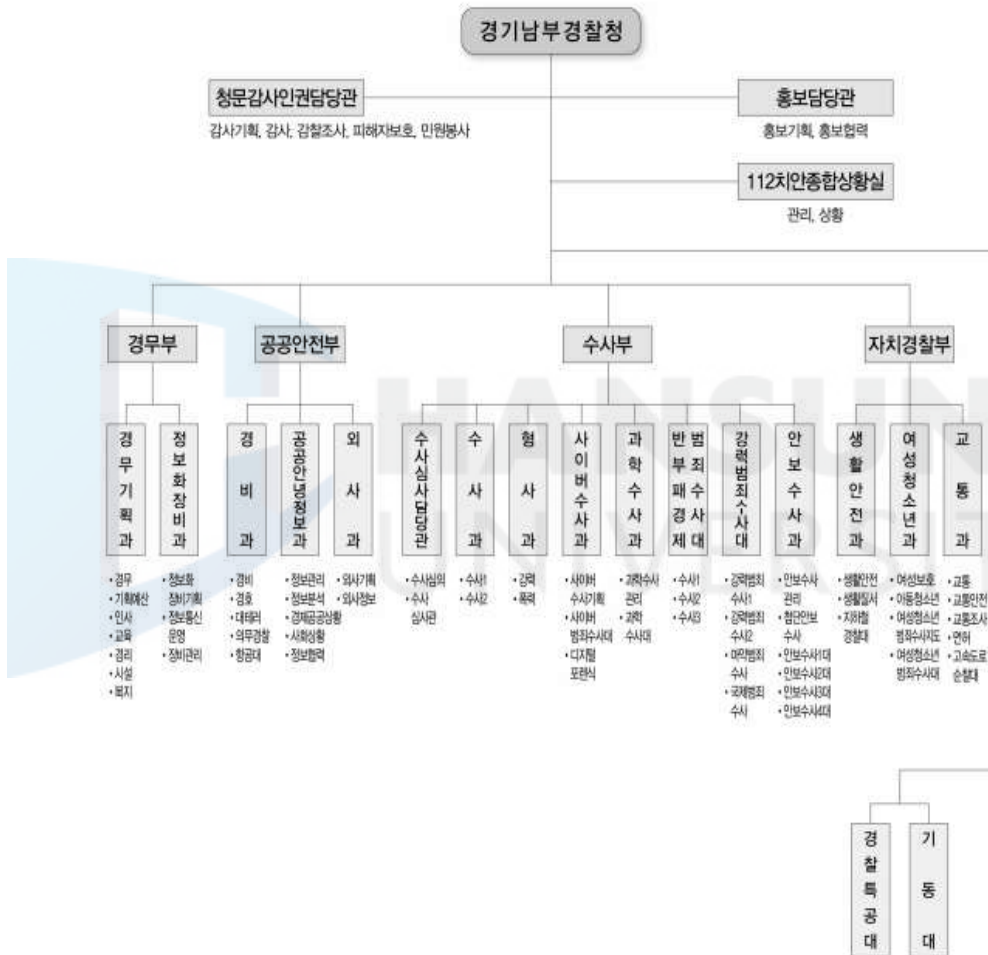 경기남부경찰청
청문감사인권담당관
감사기획, 감사, 감찰조사, 피해자보호, 민원봉사
홍보담당관
홍보기획, 홍보협력
112치안종합상황실
관리, 상황
경무부
공공안전부
수사부
자치경찰부
경무기획과
정보화장비과
경비과
공공안녕정보과
외사과
수사심사담당관
수사과
형사과
사이버수사과
과학수사과
반부패경제
범죄수사대
강력범죄수사대
안보수사과
생활안전과
여성청소년과
교통과
• 경무
• 기획예산
• 인사
• 교육
• 경리
• 시설
• 복지
• 정보화
장비기획
• 정보통신
운영
• 장비관리
• 경비
• 경호
• 대테러
• 의무경찰
• 항공대
• 정보관리
• 정보분석
• 경제공공상황
• 사회상황
• 정보협력
• 외사기획
• 외사정보
• 수사심의
• 수사
심사관
• 수사1
• 수사2
• 강력
• 폭력
• 사이버
수사기획
• 사이버
범죄수사대
• 디지털
포렌식
• 과학수사
관리
• 과학
수사대
• 수사1
• 수사2
• 수사3
• 강력범죄
수사1
• 강력범죄
수사2
• 마약범죄
수사
• 국제범죄
수사
• 안보수사
관리
• 첨단안보
수사
• 안보수사1대
• 안보수사2대
• 안보수사3대
• 안보수사4대
• 생활안전
• 생활질서
• 지하철
경찰대
• 여성보호
• 아동청소년
• 여성청소년
범죄수사지도
• 여성청소년
범죄수사대
• 교통
• 교통안전
• 교통조사
• 면허
• 고속도로
순찰대
경찰특공대
기동대
HANSUN
UNIVERSIT